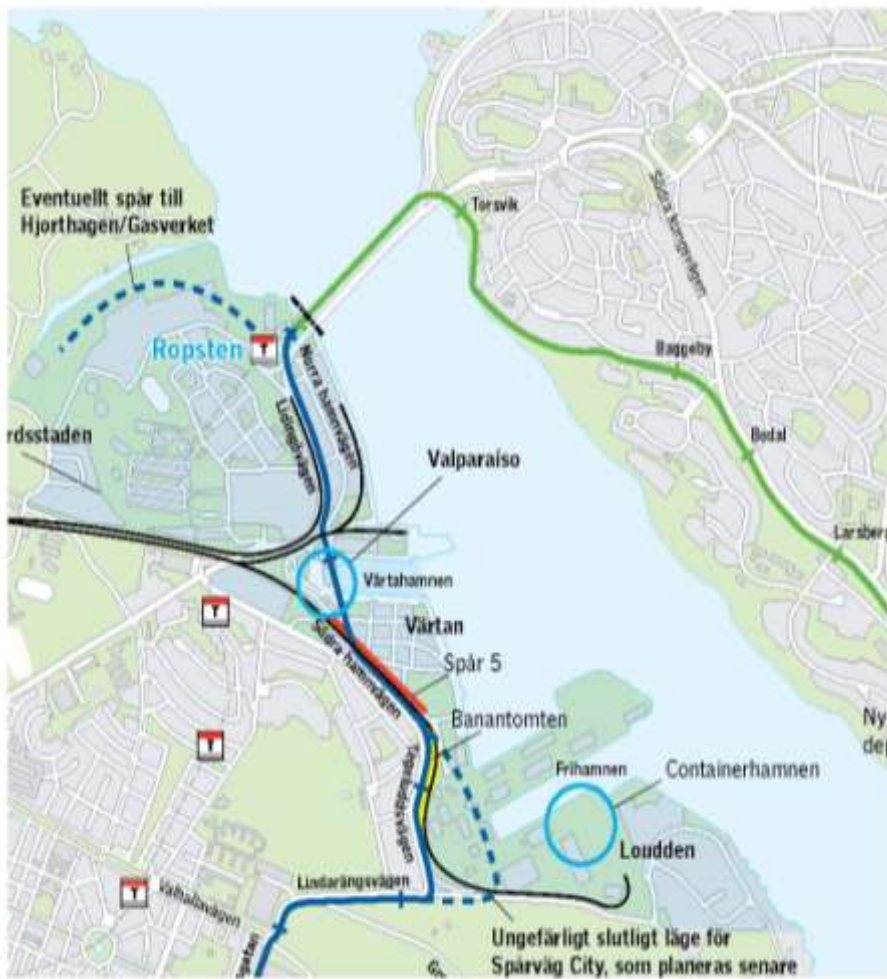 Eventuellt spår till
Hjorthagen/Gasverket
Torsvik
Södra kungsvägen
Ropsten
T
Norra hamnvägen
Lidingövägen
Baggeby
Bodal
rdsstaden
Valparaíso
Larsberg
Värtahamnen
T
Värtan
Södra hamnvägen
Spår 5
Banantomten
T
Ny
dep
Tegeluddsvägen
Frihamnen
Containerhamnen
Loudden
T
Valhallavägen
Lindarängsvägen
gatan
Ungefärligt slutligt läge för
Spårväg City, som planeras senare